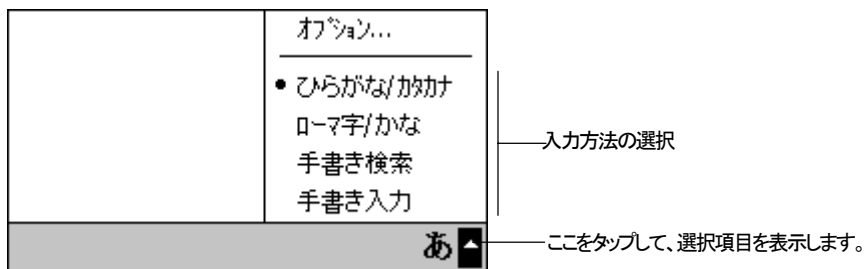 ｵﾌﾟｼｮﾝ...
ひらがな/ｶﾀｶﾅ
ﾛｰﾏ字/かな
手書き検索
手書き入力
入力方法の選択
あ
ここをタップして、選択項目を表示します。